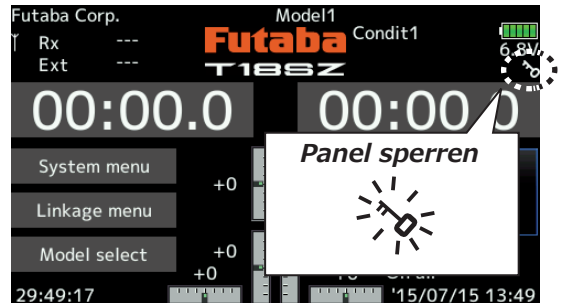 Futaba Corp.
Model1
Rx ---
Ext ---
Futaba
T18SZ
Condit1
6.8V
00:00.0
00:00.0
System menu
Linkage menu
Model select
+0
+0
+0
Panel sperren
29:49:17
'15/07/15 13:49